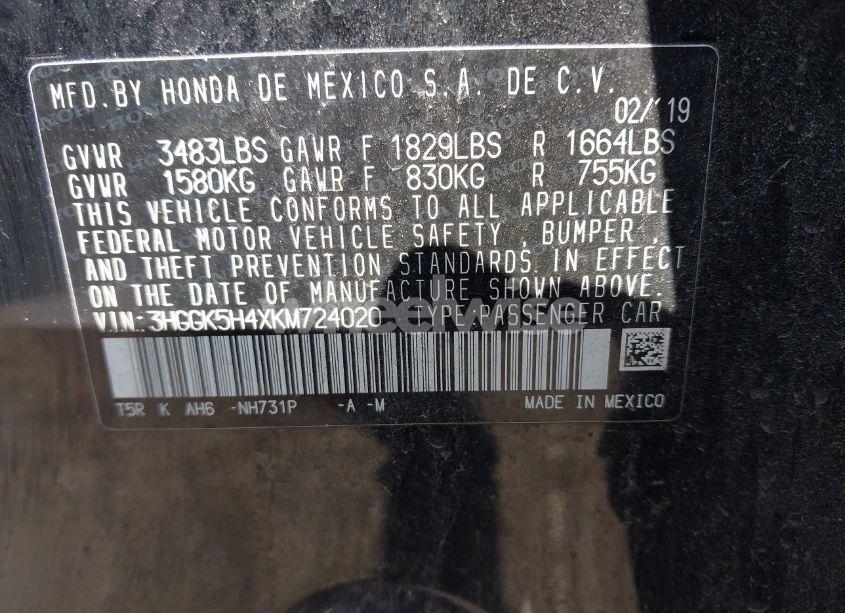 MFD.BY HONDA DE MEXICO S.A. DE C.V.
02/19
GVWR 3483LBS GAWR F 1829LBS R 1664LBS
GVWR 1580KG GAWR F 830KG R 755KG
THIS VEHICLE CONFORMS TO ALL APPLICABLE
FEDERAL MOTOR VEHICLE SAFETY , BUMPER ,
AND THEFT PREVENTION STANDARDS IN EFFECT
ON THE DATE OF MANUFACTURE SHOWN ABOVE.
VIN: 3HGGK5H4XKM724020 TYPE:PASSENGER CAR
T5R K AH6 -NH731P -A -M MADE IN MEXICO